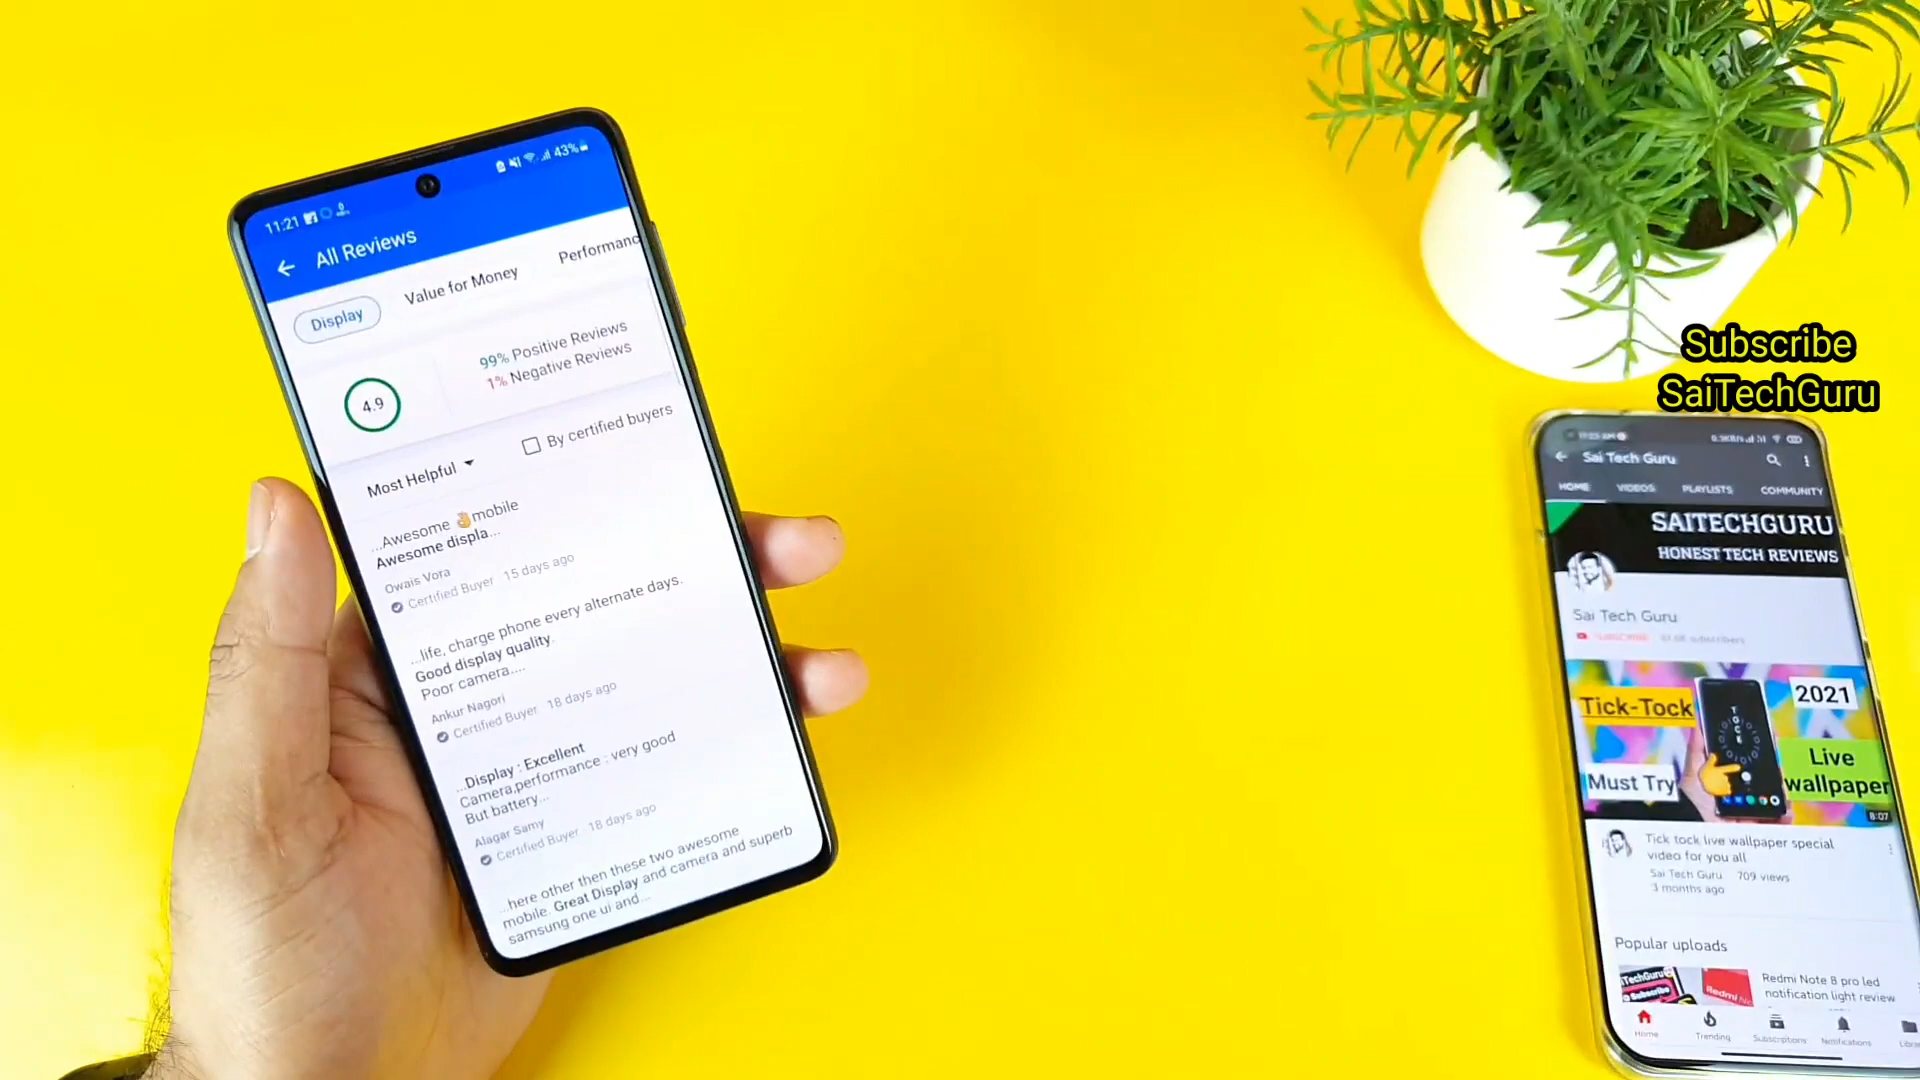 11:21
43%
All Reviews
Display
Value for Money
Performanc
4.9
99% Positive Reviews
1% Negative Reviews
Most Helpful
By certified buyers
...Awesome 👌mobile
Awesome displa...
Owais Vora
Certified Buyer · 15 days ago
...life, charge phone every alternate days.
Good display quality.
Poor camera....
Ankur Nagori
Certified Buyer · 18 days ago
...Display : Excellent
Camera,performance : very good
But battery...
Alagar Samy
Certified Buyer · 18 days ago
...here other then these two awesome
mobile. Great Display and camera and superb
samsung one ui and...
Subscribe
SaiTechGuru
Sai Tech Guru
HOME
VIDEOS
PLAYLISTS
COMMUNITY
SAITECHGURU
HONEST TECH REVIEWS
Sai Tech Guru
SUBSCRIBE
subscribers
Tick-Tock
2021
Must Try
Live
wallpaper
8:07
Tick tock live wallpaper special
video for you all
Sai Tech Guru 709 views
3 months ago
Popular uploads
Redmi Note 8 pro led
notification light review
Home
Trending
Subscriptions
Notifications
Librar